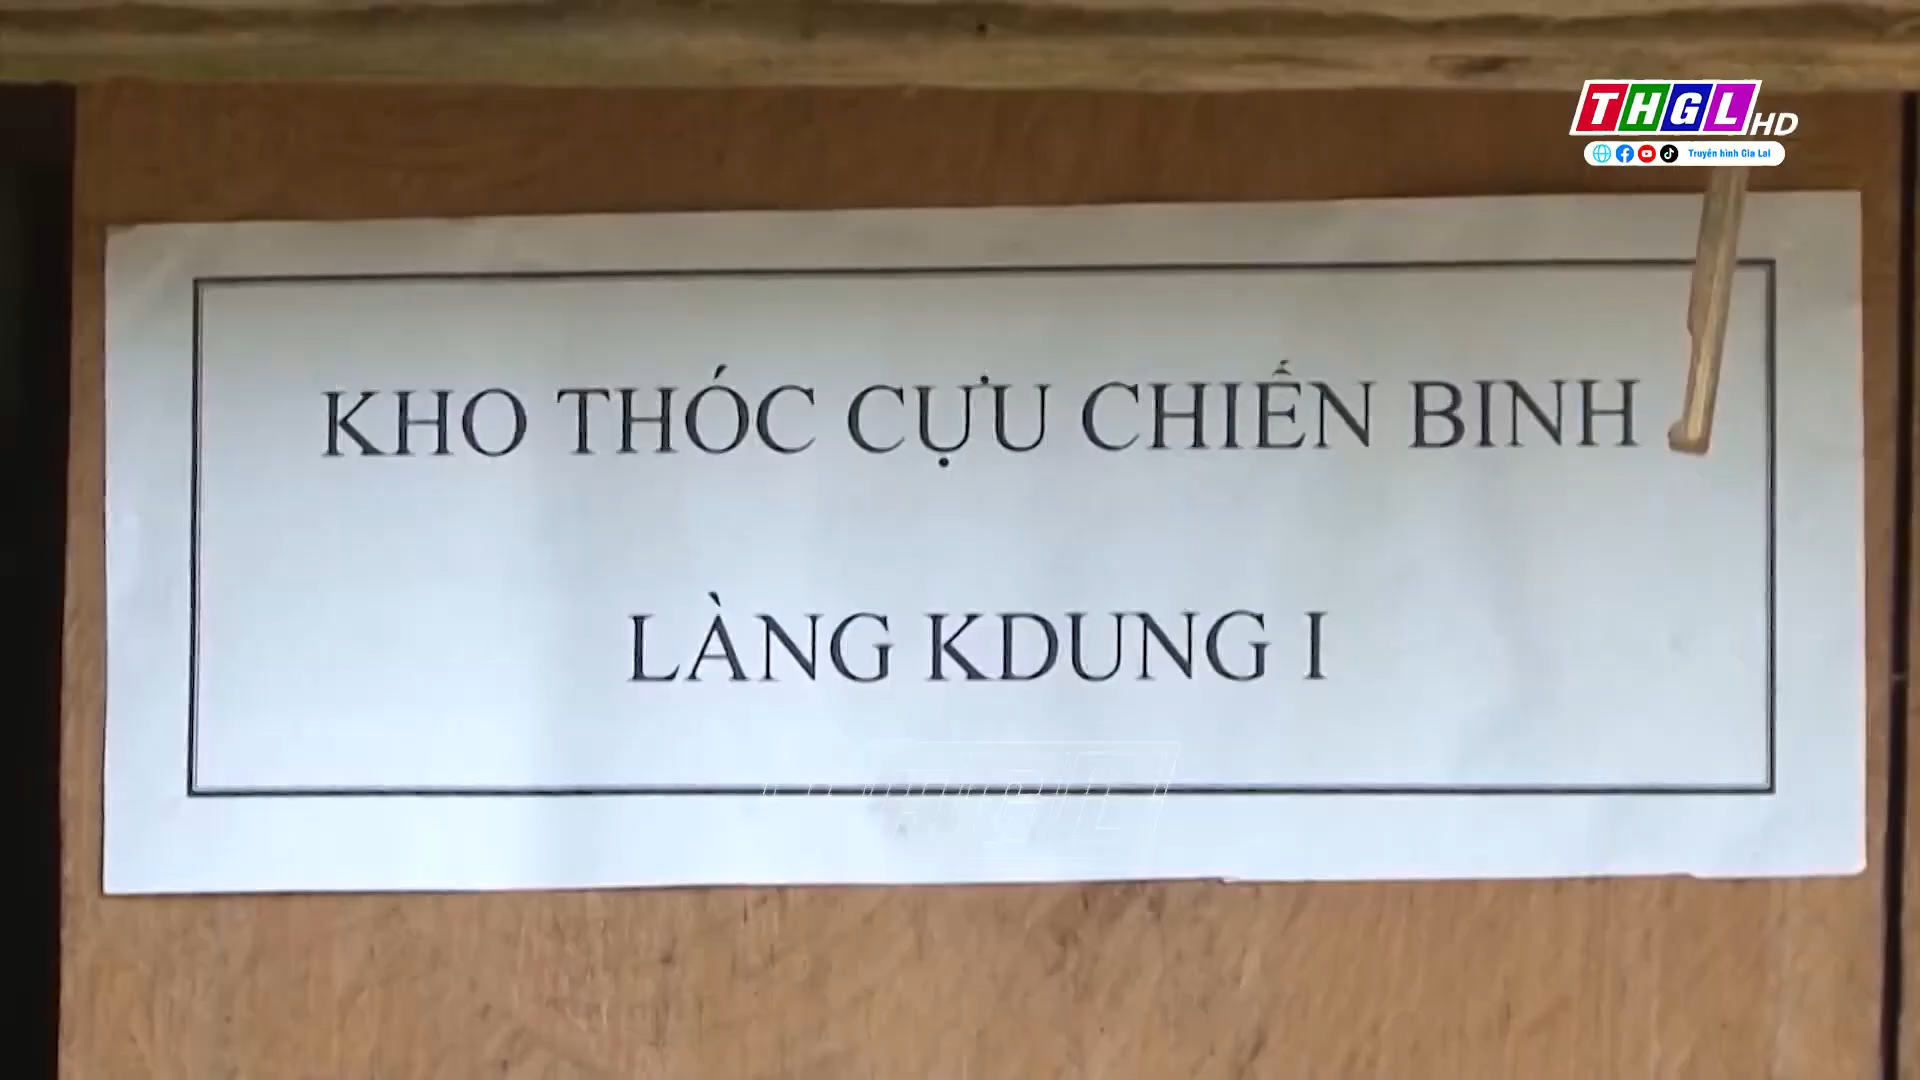 THGL HD
Truyền hình Gia Lai
KHO THÓC CỰU CHIẾN BINH
LÀNG KDUNG I